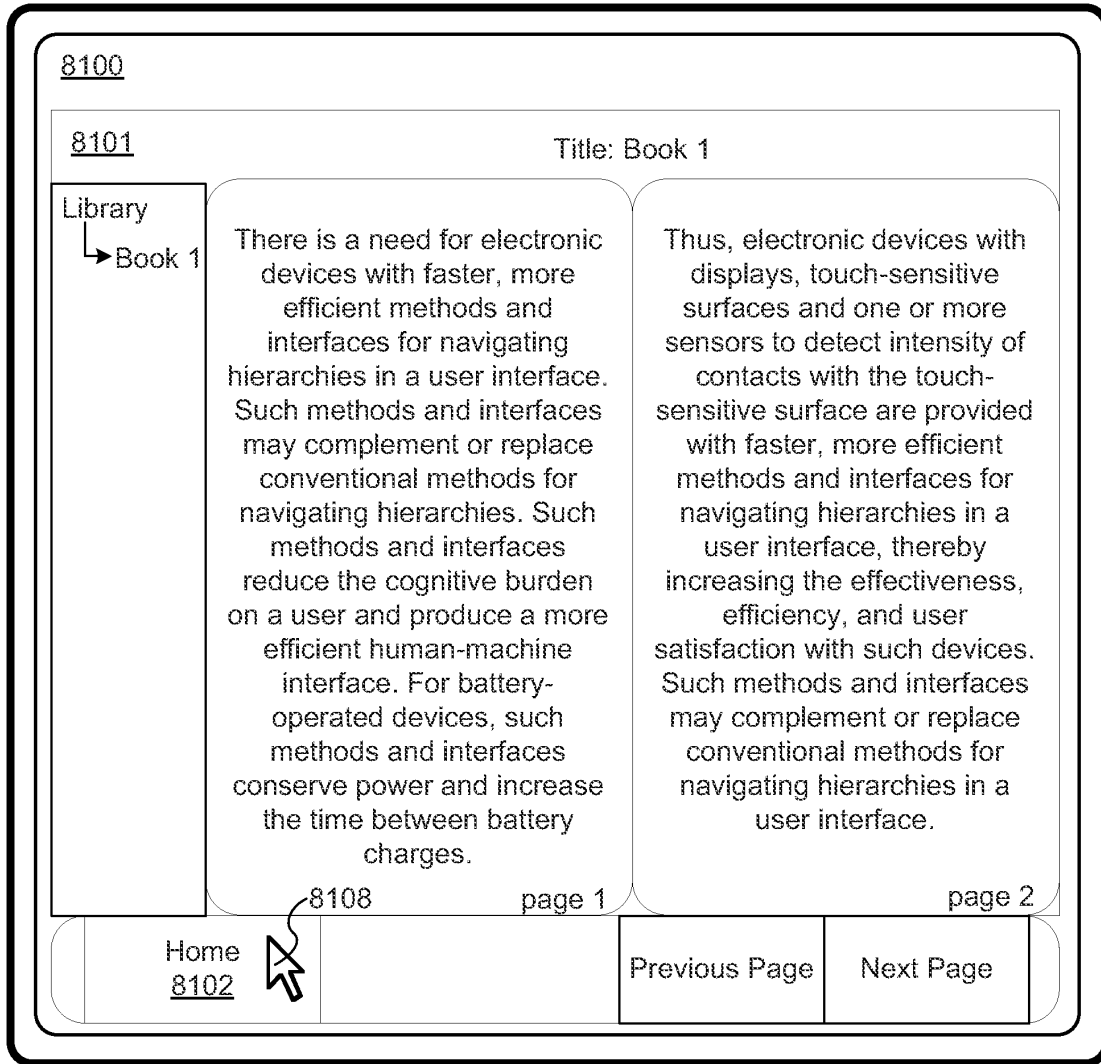 8100
8101
Title: Book 1
Library
Book 1
There is a need for electronic
devices with faster, more
efficient methods and
interfaces for navigating
hierarchies in a user interface.
Such methods and interfaces
may complement or replace
conventional methods for
navigating hierarchies. Such
methods and interfaces
reduce the cognitive burden
on a user and produce a more
efficient human-machine
interface. For battery-
operated devices, such
methods and interfaces
conserve power and increase
the time between battery
charges.
page 1
Thus, electronic devices with
displays, touch-sensitive
surfaces and one or more
sensors to detect intensity of
contacts with the touch-
sensitive surface are provided
with faster, more efficient
methods and interfaces for
navigating hierarchies in a
user interface, thereby
increasing the effectiveness,
efficiency, and user
satisfaction with such devices.
Such methods and interfaces
may complement or replace
conventional methods for
navigating hierarchies in a
user interface.
page 2
8108
Home
8102
Previous Page
Next Page